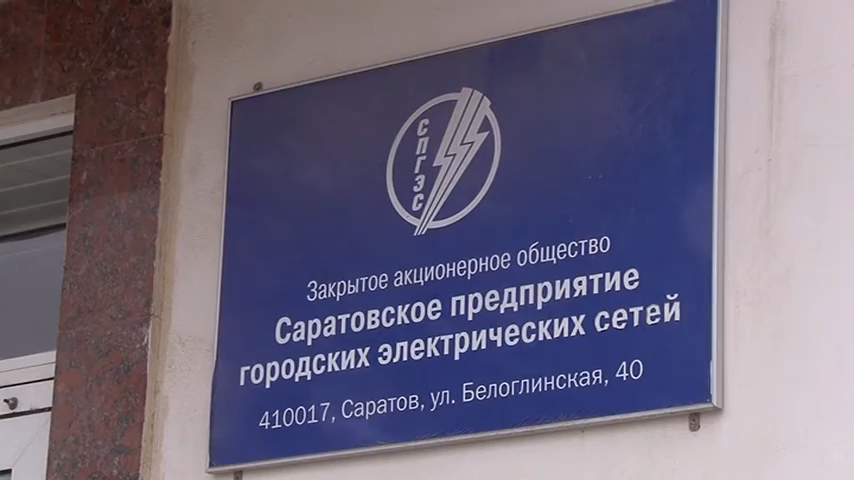 СПГЭС
Закрытое акционерное общество
Саратовское предприятие
городских электрических сетей
410017, Саратов, ул. Белоглинская, 40